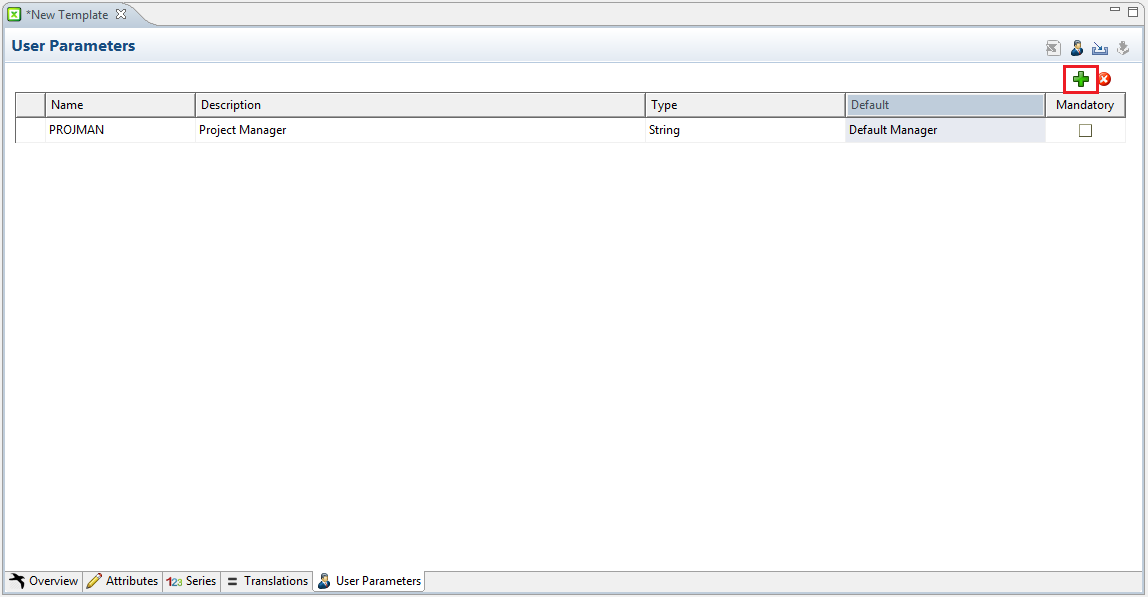 *New Template
User Parameters
Name Description Type Default Mandatory
PROJMAN Project Manager String Default Manager
Overview Attributes 123 Series Translations User Parameters